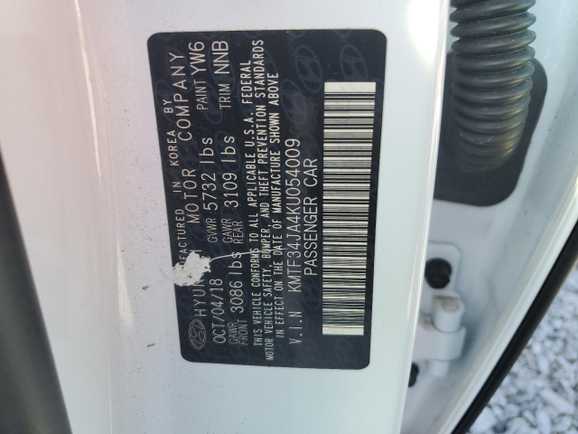 MANUFACTURED IN KOREA BY
HYUN MOTOR COMPANY
OCT/04/18 GVWR 5732 lbs PAINT YW6
GAWR FRONT 3086 lbs GAWR REAR 3109 lbs TRIM NNB
THIS VEHICLE CONFORMS TO ALL APPLICABLE U.S.A. FEDERAL
MOTOR VEHICLE SAFETY, BUMPER, AND THEFT PREVENTION STANDARDS
IN EFFECT ON THE DATE OF MANUFACTURE SHOWN ABOVE
V.I.N KMTF34JA4KU054009
PASSENGER CAR